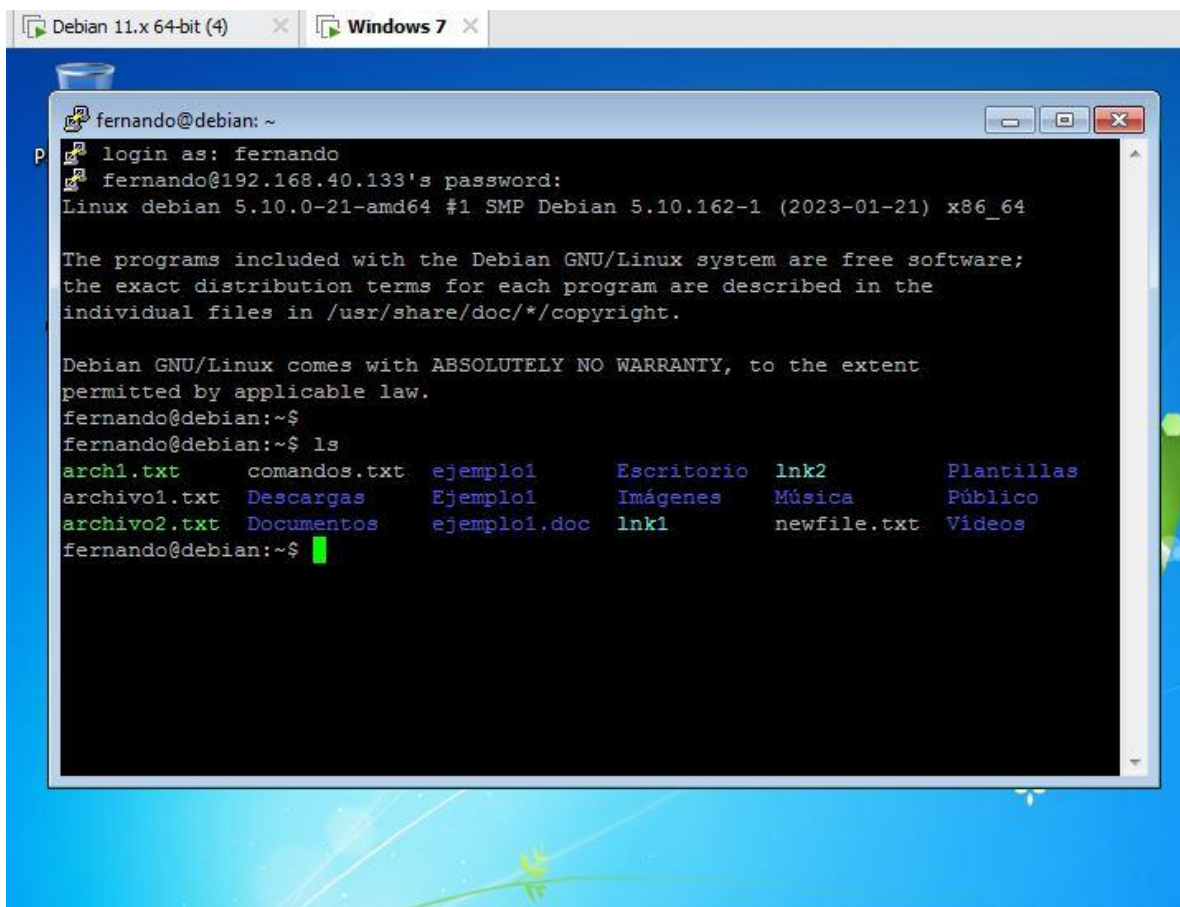 Debian 11.x 64-bit (4) Windows 7
fernando@debian: ~
P
login as: fernando
fernando@192.168.40.133's password:
Linux debian 5.10.0-21-amd64 #1 SMP Debian 5.10.162-1 (2023-01-21) x86_64
The programs included with the Debian GNU/Linux system are free software;
the exact distribution terms for each program are described in the
individual files in /usr/share/doc/*/copyright.
Debian GNU/Linux comes with ABSOLUTELY NO WARRANTY, to the extent
permitted by applicable law.
fernando@debian:~$
fernando@debian:~$ ls
arch1.txt comandos.txt ejemplo1 Escritorio lnk2 Plantillas
archivo1.txt Descargas Ejemplo1 Imágenes Música Público
archivo2.txt Documentos ejemplo1.doc lnk1 newfile.txt Vídeos
fernando@debian:~$